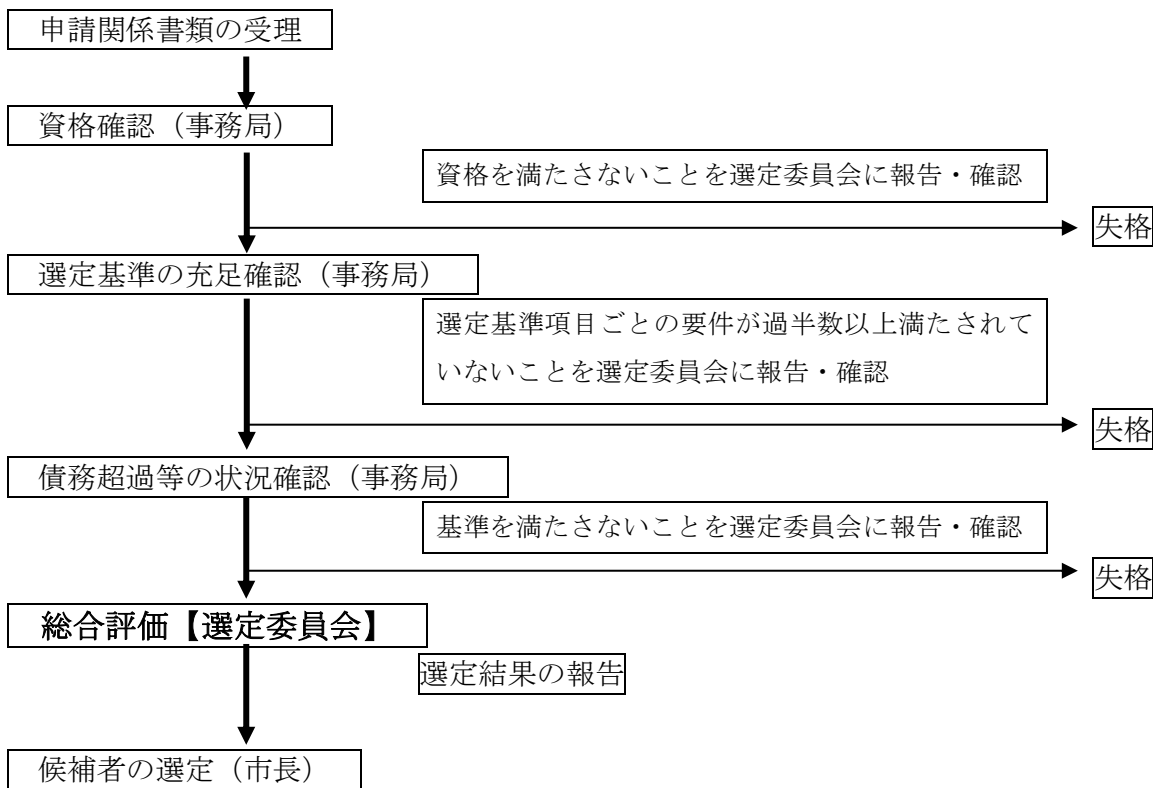 申請関係書類の受理
資格確認（事務局）
資格を満たさないことを選定委員会に報告・確認
失格
選定基準の充足確認（事務局）
選定基準項目ごとの要件が過半数以上満たされて
いないことを選定委員会に報告・確認
失格
債務超過等の状況確認（事務局）
基準を満たさないことを選定委員会に報告・確認
失格
総合評価【選定委員会】
選定結果の報告
候補者の選定（市長）